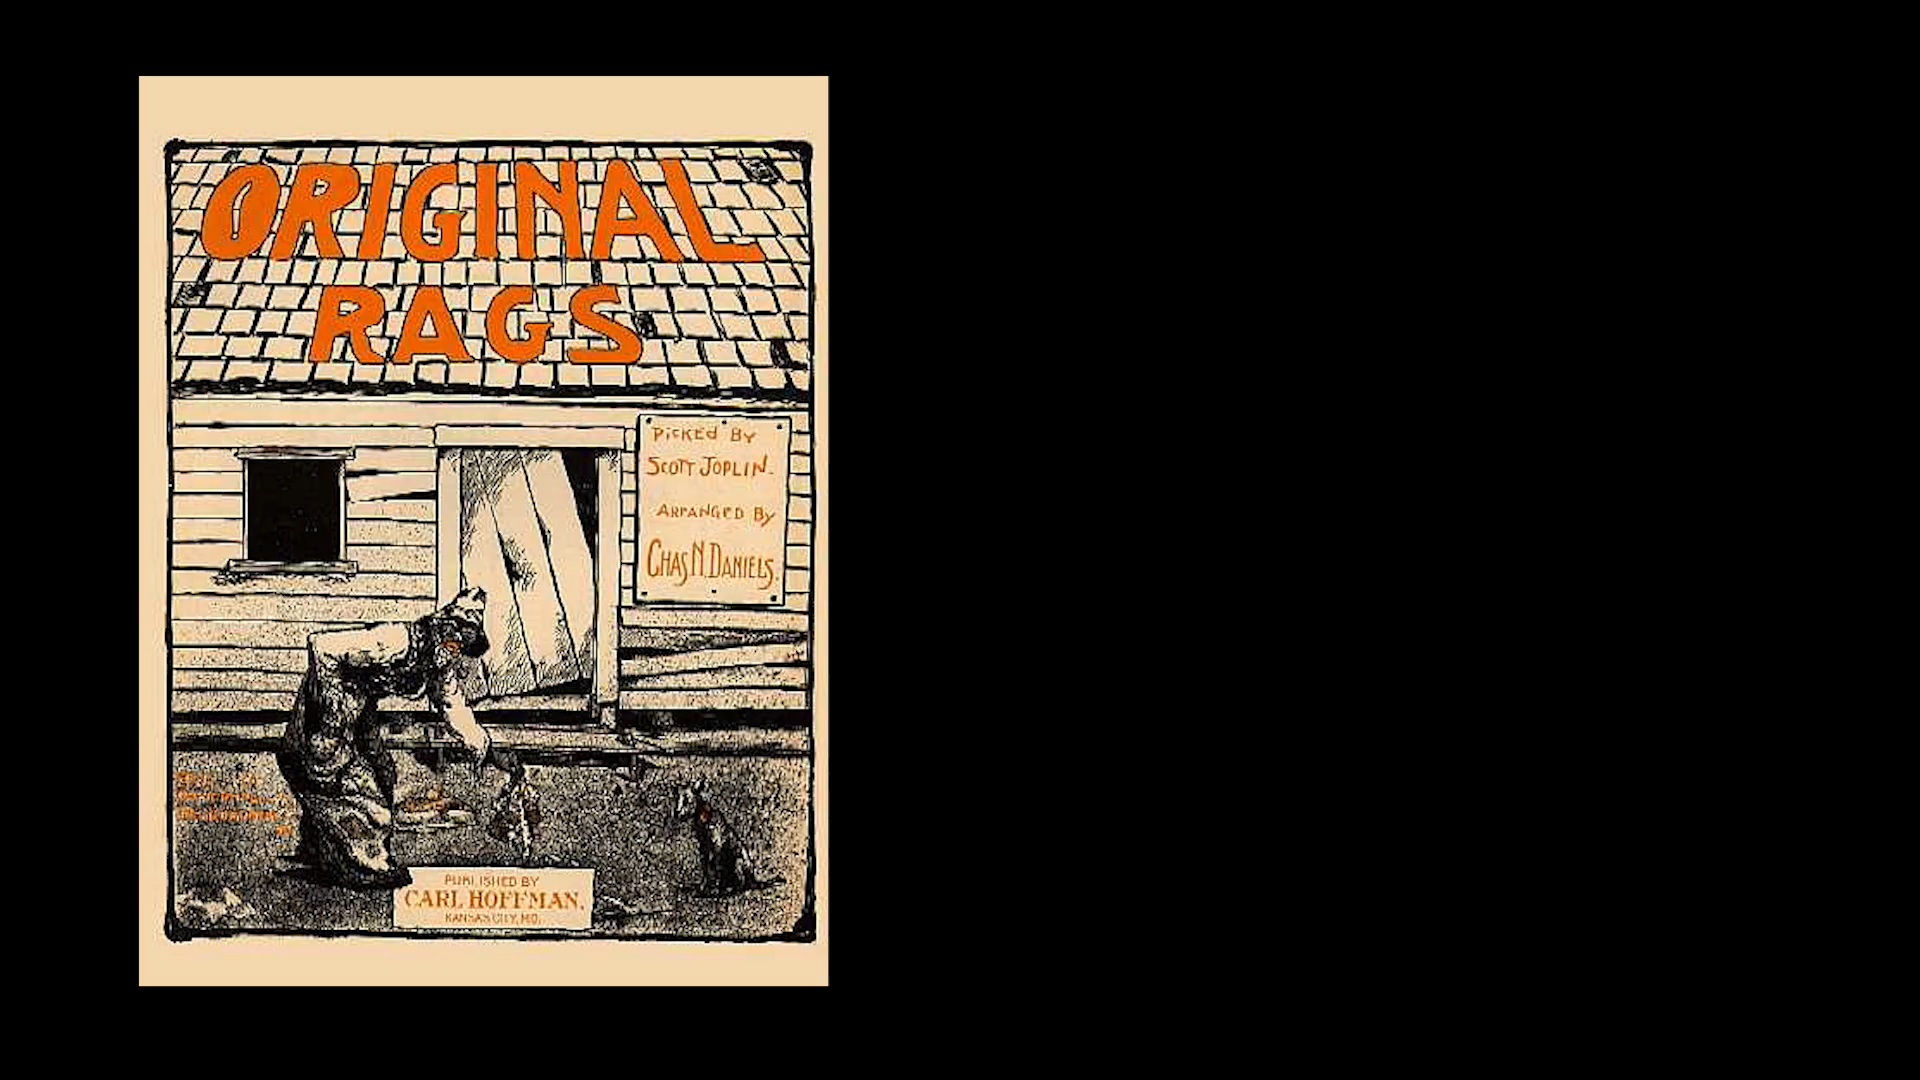 ORIGINAL
RAGS
PICKED BY
SCOTT JOPLIN.
ARRANGED BY
CHAS N. DANIELS.
PUBLISHED BY
CARL HOFFMAN.
KANSAS CITY, MO.